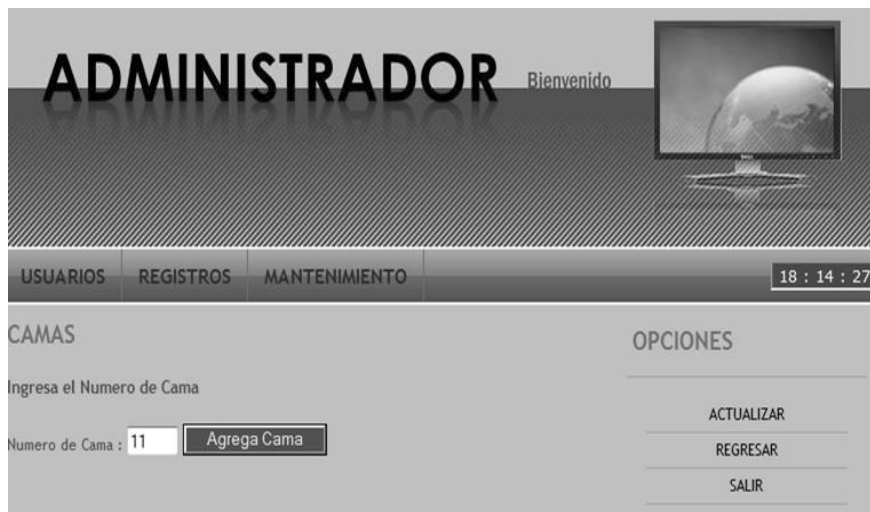 ADMINISTRADOR Bienvenido
DELL
USUARIOS REGISTROS MANTENIMIENTO 18 : 14 : 27
CAMAS
Ingresa el Numero de Cama
Numero de Cama : 11 Agrega Cama
OPCIONES
ACTUALIZAR
REGRESAR
SALIR